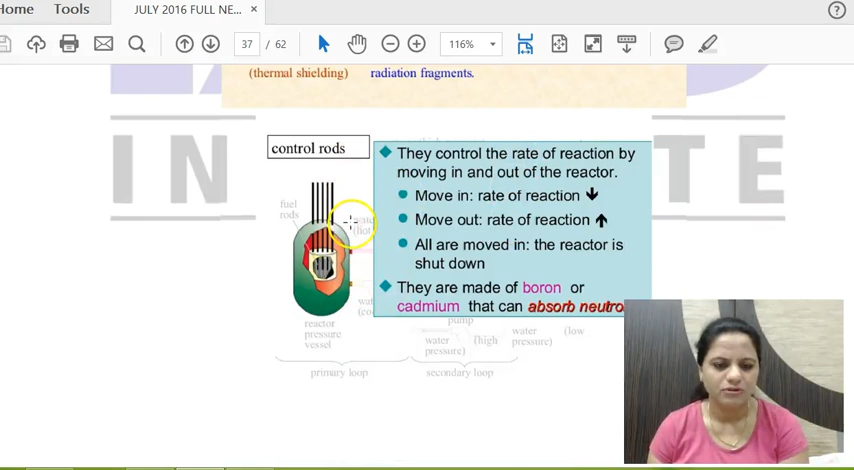 Home Tools JULY 2016 FULL NE... ×
37 / 62 116%
(thermal shielding) radiation fragments.
control rods
They control the rate of reaction by
moving in and out of the reactor.
Move in: rate of reaction ↓
Move out: rate of reaction ↑
All are moved in: the reactor is
shut down
They are made of boron or
cadmium that can absorb neutro
fuel
rods
reactor
pressure
vessel
pump
water (high
pressure)
water (low
pressure)
primary loop
secondary loop
IN TE